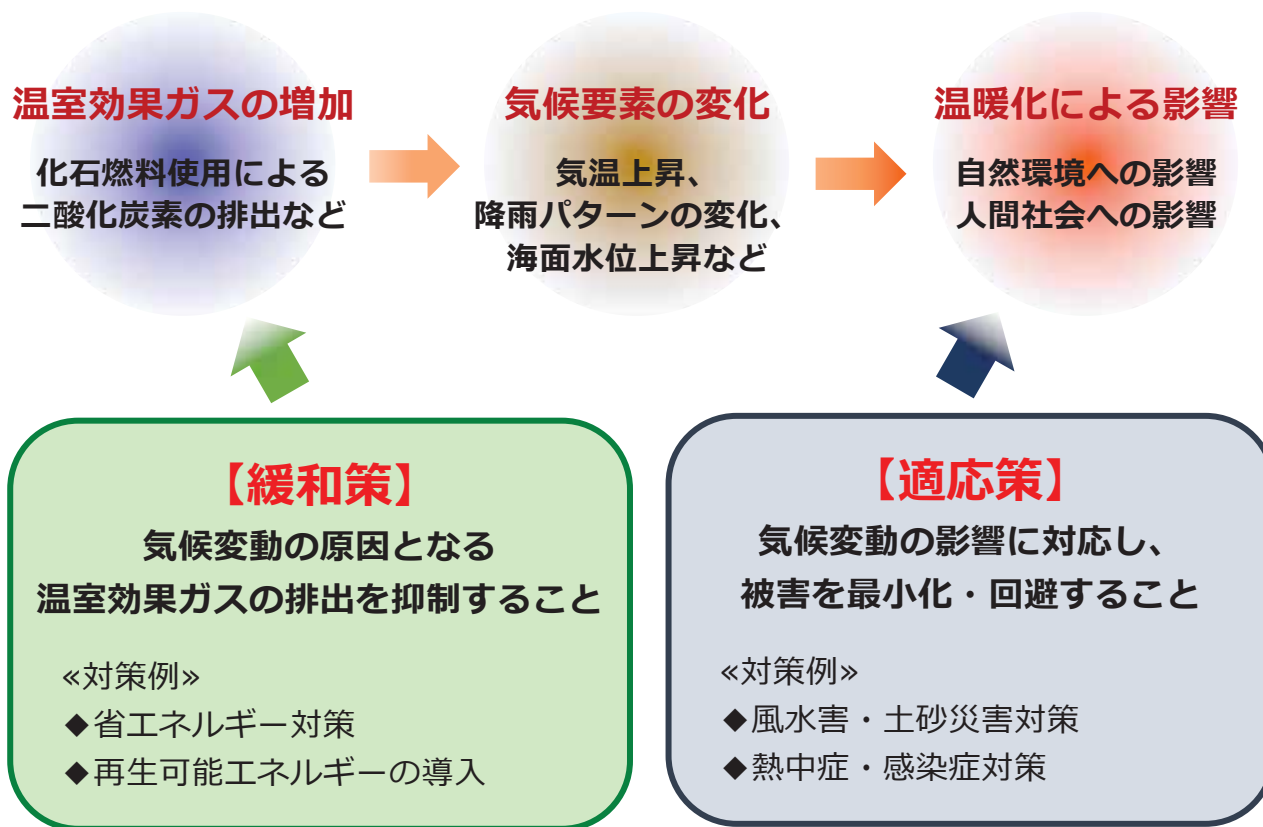 温室効果ガスの増加
化石燃料使用による
二酸化炭素の排出など
気候要素の変化
気温上昇、
降雨パターンの変化、
海面水位上昇など
温暖化による影響
自然環境への影響
人間社会への影響
【緩和策】
気候変動の原因となる
温室効果ガスの排出を抑制すること
«対策例»
◆省エネルギー対策
◆再生可能エネルギーの導入
【適応策】
気候変動の影響に対応し、
被害を最小化・回避すること
«対策例»
◆風水害・土砂災害対策
◆熱中症・感染症対策